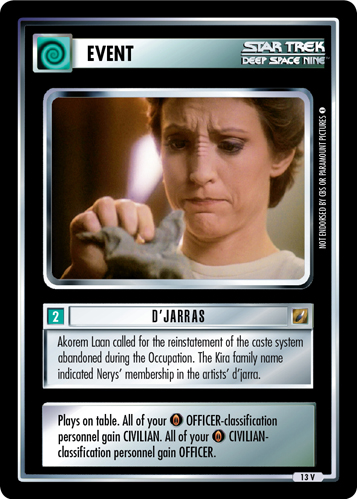 EVENT
STAR TREK
DEEP SPACE NINE
NOT ENDORSED BY CBS OR PARAMOUNT PICTURES
2 D'JARRAS
Akorem Laan called for the reinstatement of the caste system
abandoned during the Occupation. The Kira family name
indicated Nerys' membership in the artists' d'jarra.
Plays on table. All of your OFFICER-classification
personnel gain CIVILIAN. All of your CIVILIAN-
classification personnel gain OFFICER.
13 V